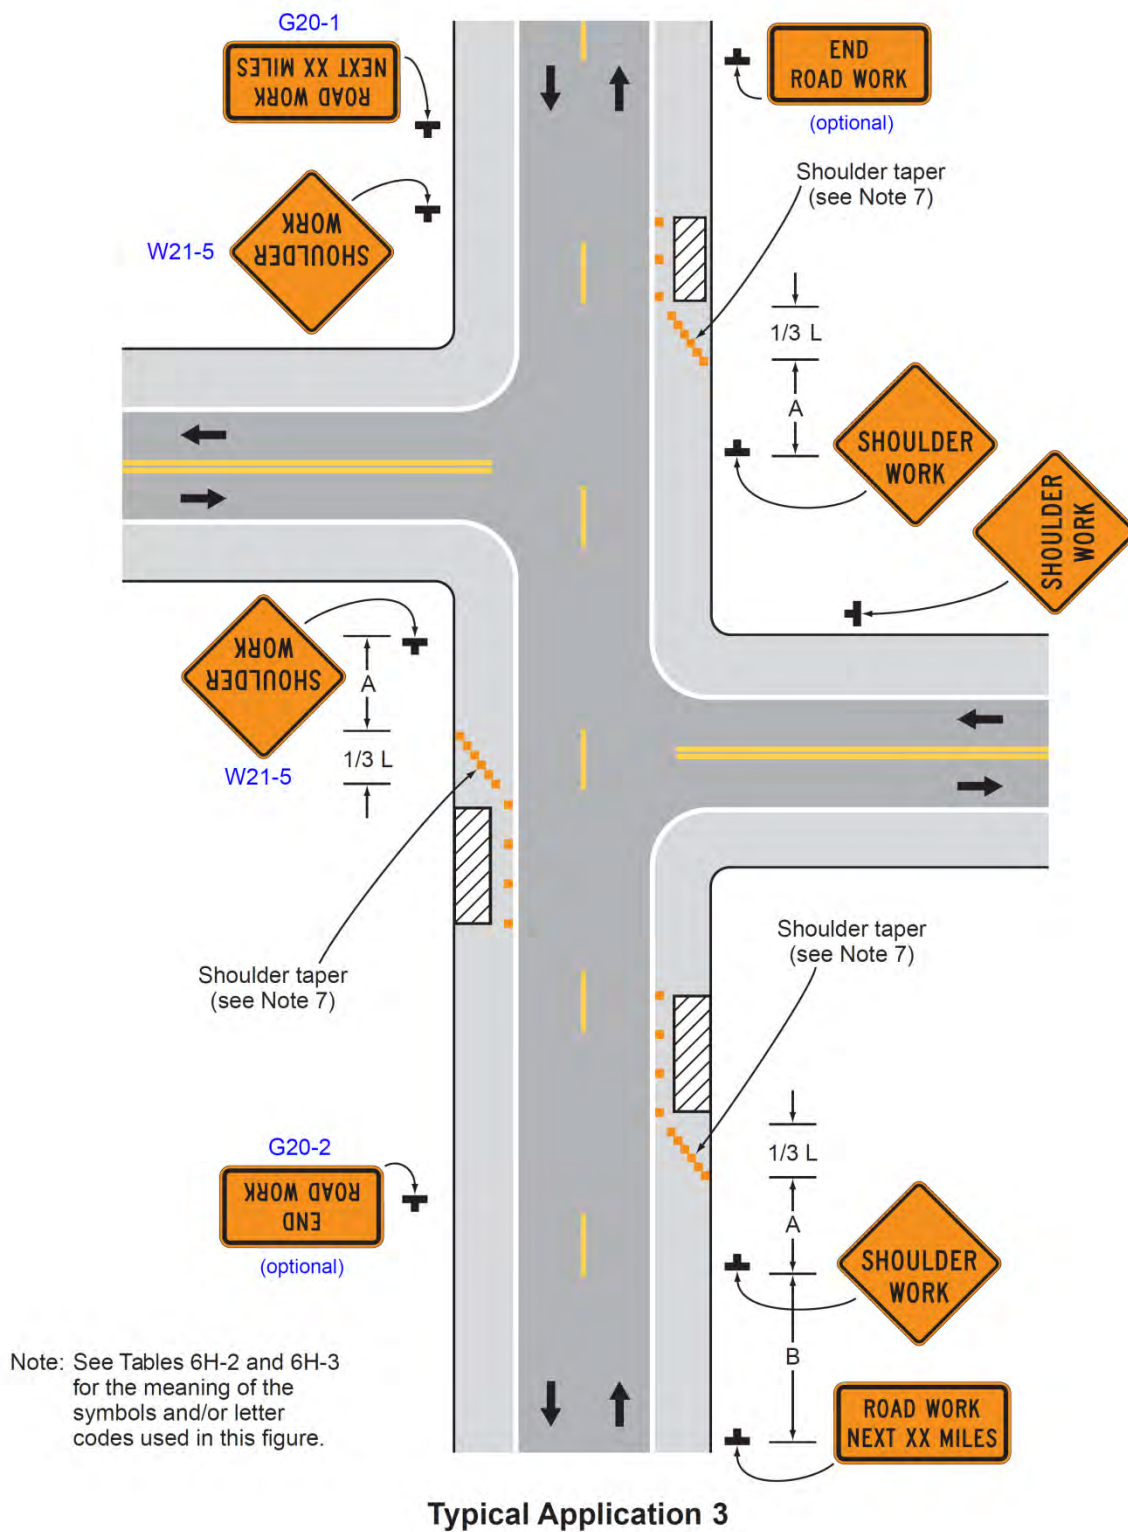 G20-1
ROAD WORK
NEXT XX MILES
END
ROAD WORK
(optional)
Shoulder taper
(see Note 7)
W21-5
SHOULDER
WORK
1/3 L
A
SHOULDER
WORK
SHOULDER
WORK
SHOULDER
WORK
A
W21-5
1/3 L
Shoulder taper
(see Note 7)
Shoulder taper
(see Note 7)
G20-2
END
ROAD WORK
(optional)
1/3 L
A
SHOULDER
WORK
B
Note: See Tables 6H-2 and 6H-3
for the meaning of the
symbols and/or letter
codes used in this figure.
ROAD WORK
NEXT XX MILES
Typical Application 3